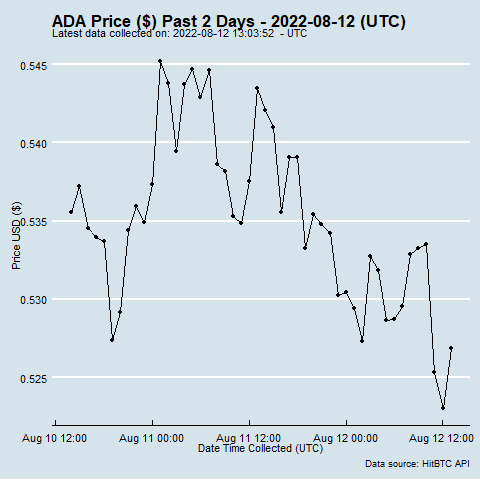 ADA Price ($) Past 2 Days - 2022-08-12 (UTC)
Latest data collected on: 2022-08-12 13:03:52 - UTC
0.545
0.540
0.535
0.530
0.525
Price USD ($)
Aug 10 12:00 Aug 11 00:00 Aug 11 12:00 Aug 12 00:00 Aug 12 12:00
Date Time Collected (UTC)
Data source: HitBTC API